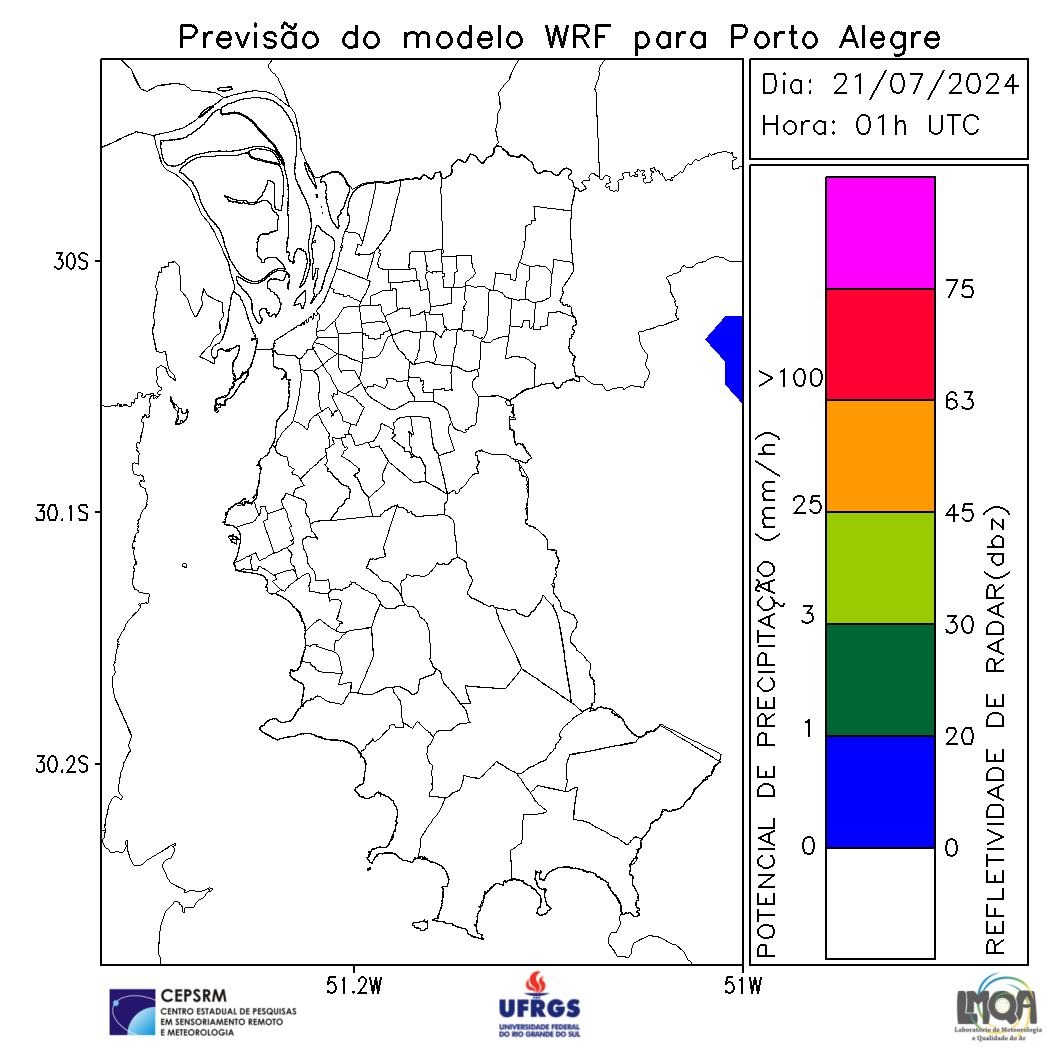 Previsão do modelo WRF para Porto Alegre
Dia: 21/07/2024
Hora: 01h UTC
30S
30.1S
30.2S
51.2W
51W
POTENCIAL DE PRECIPITAÇÃO (mm/h)
>100
25
3
1
0
75
63
45
30
20
0
REFLETIVIDADE DE RADAR(dbz)
CEPSRM
CENTRO ESTADUAL DE PESQUISAS
EM SENSORIAMENTO REMOTO
E METEOROLOGIA
UFRGS
UNIVERSIDADE FEDERAL
DO RIO GRANDE DO SUL
LMQA
Laboratório de Meteorologia
e Qualidade do Ar